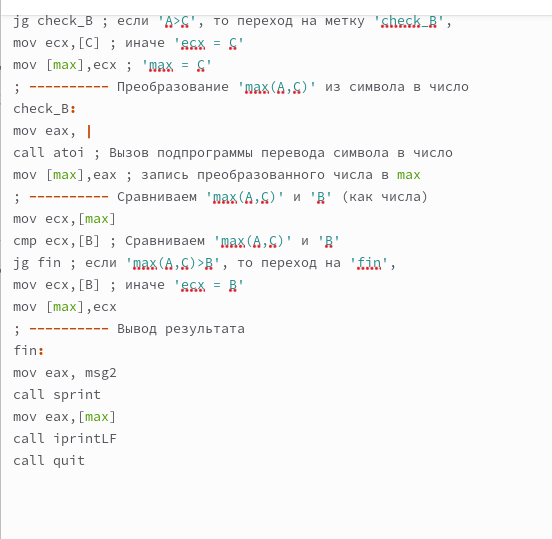 jg check_B ; если 'A>C', то переход на метку 'check_B',
mov ecx,[C] ; иначе 'ecx = C'
mov [max],ecx ; 'max = C'
; ---------- Преобразование 'max(A,C)' из символа в число
check_B:
mov eax, |
call atoi ; Вызов подпрограммы перевода символа в число
mov [max],eax ; запись преобразованного числа в max
; ---------- Сравниваем 'max(A,C)' и 'B' (как числа)
mov ecx,[max]
cmp ecx,[B] ; Сравниваем 'max(A,C)' и 'B'
jg fin ; если 'max(A,C)>B', то переход на 'fin',
mov ecx,[B] ; иначе 'ecx = B'
mov [max],ecx
; ---------- Вывод результата
fin:
mov eax, msg2
call sprint
mov eax,[max]
call iprintLF
call quit